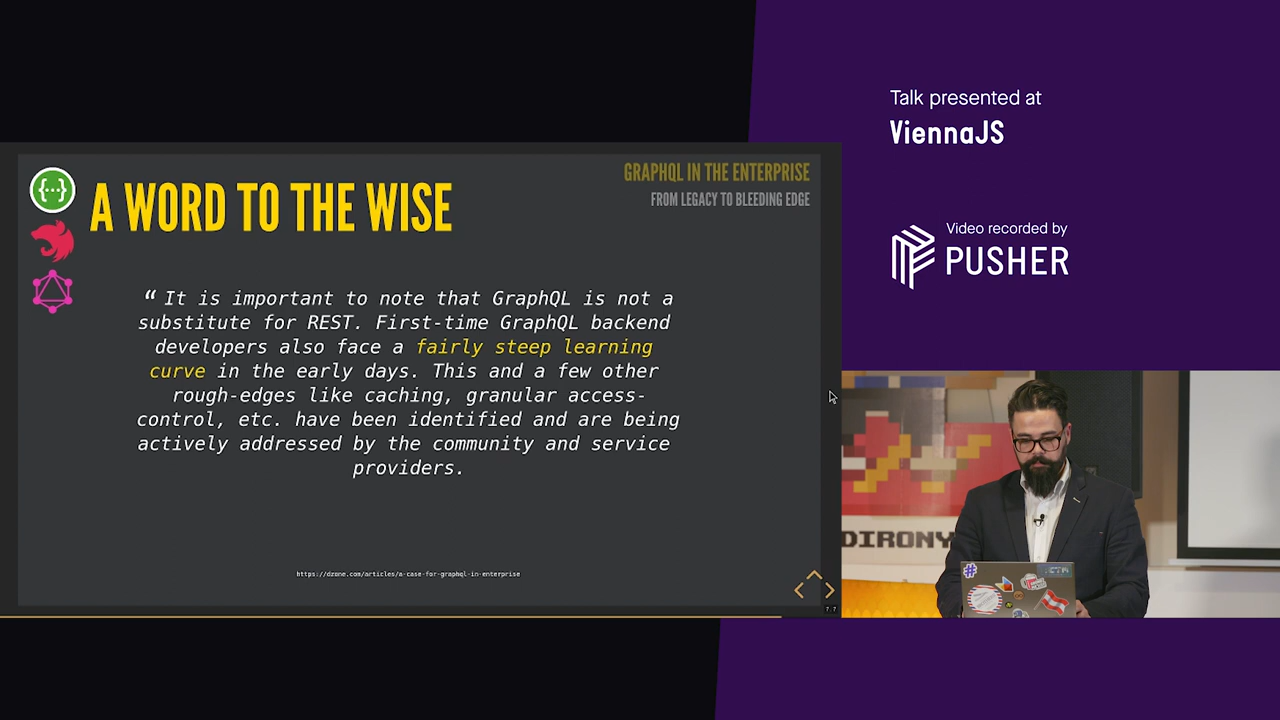 Talk presented at
ViennaJS
Video recorded by
PUSHER
GRAPHQL IN THE ENTERPRISE
FROM LEGACY TO BLEEDING EDGE
{···}
A WORD TO THE WISE
“ It is important to note that GraphQL is not a
substitute for REST. First-time GraphQL backend
developers also face a fairly steep learning
curve in the early days. This and a few other
rough-edges like caching, granular access-
control, etc. have been identified and are being
actively addressed by the community and service
providers.
https://dzone.com/articles/a-case-for-graphql-in-enterprise
7.7
DIRONY
#